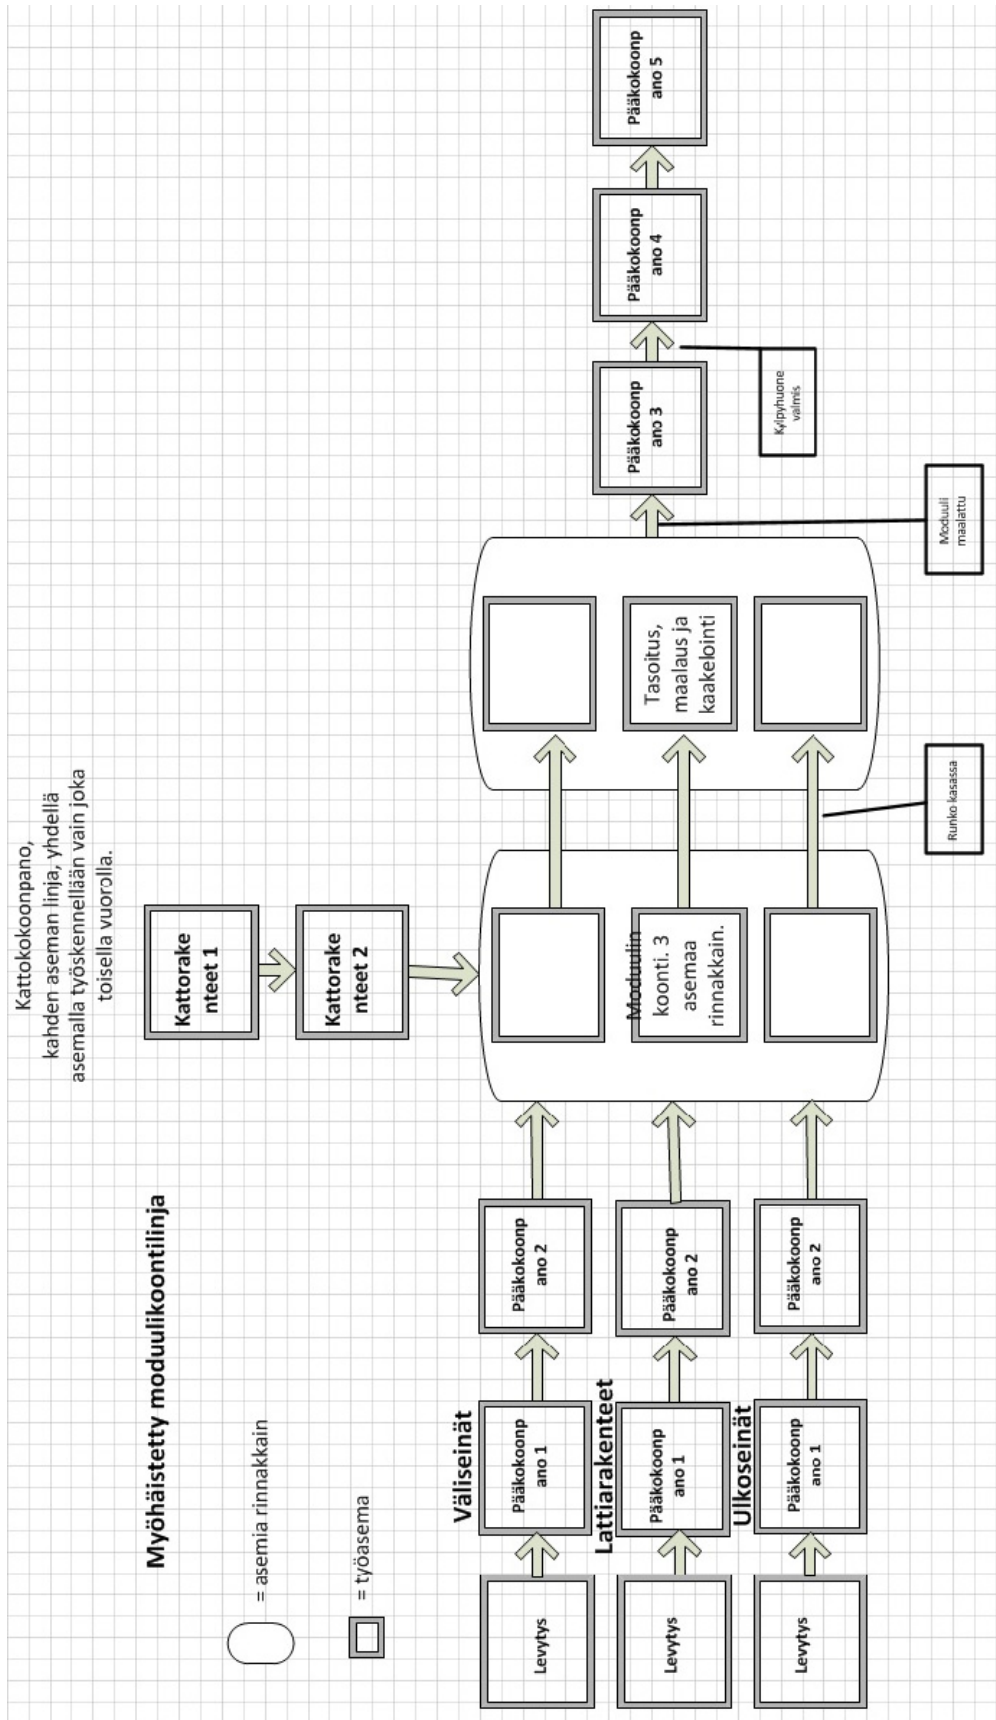 Myöhäistetty moduulikoontilinja
= asemia rinnakkain
= työasema
Kattokokoonpano,
kahden aseman linja, yhdellä
asemalla työskennellään vain joka
toisella vuorolla.
Kattorake
nteet 1
Kattorake
nteet 2
Väliseinät
Levytys
Pääkokoonp
ano 1
Pääkokoonp
ano 2
Lattiarakenteet
Levytys
Pääkokoonp
ano 1
Pääkokoonp
ano 2
Ulkoseinät
Levytys
Pääkokoonp
ano 1
Pääkokoonp
ano 2
Moduulin
koonti. 3
asemaa
rinnakkain.
Runko kasassa
Tasoitus,
maalaus ja
kaakelointi
Moduuli
maalattu
Pääkokoonp
ano 3
Kylpyhuone
valmis
Pääkokoonp
ano 4
Pääkokoonp
ano 5